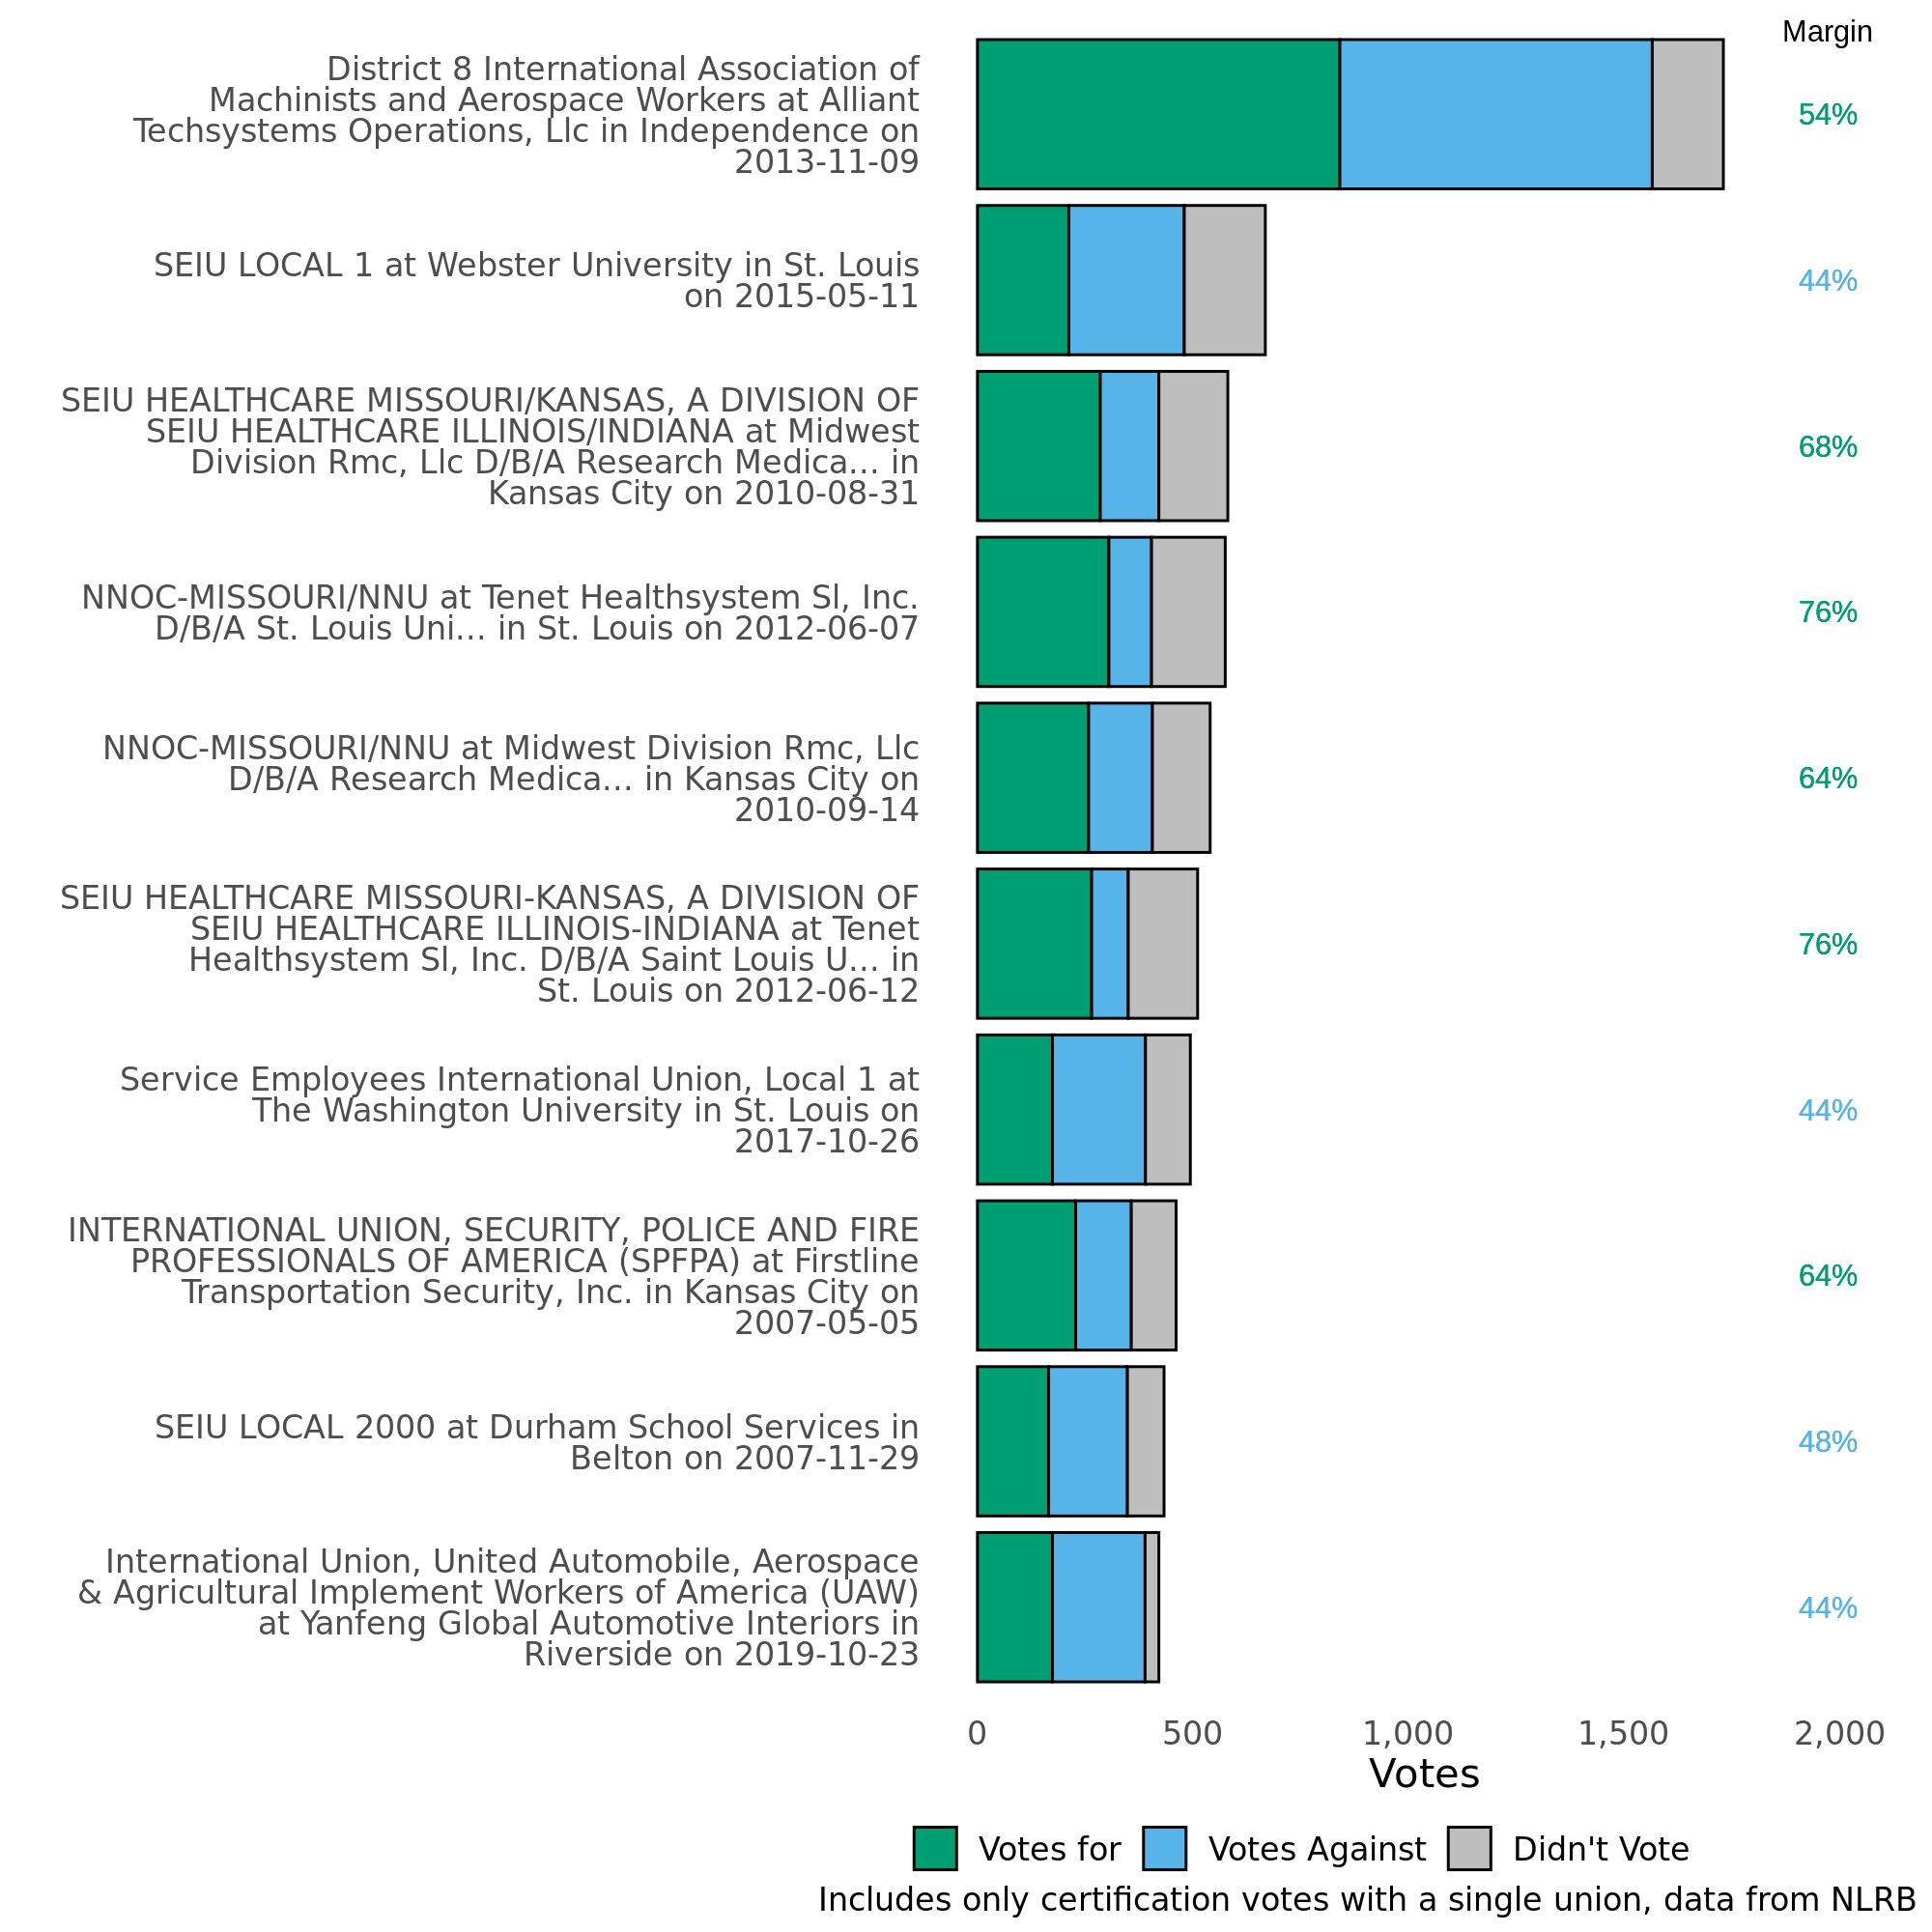 Margin
District 8 International Association of
Machinists and Aerospace Workers at Alliant
Techsystems Operations, Llc in Independence on
2013-11-09
54%
SEIU LOCAL 1 at Webster University in St. Louis
on 2015-05-11
44%
SEIU HEALTHCARE MISSOURI/KANSAS, A DIVISION OF
SEIU HEALTHCARE ILLINOIS/INDIANA at Midwest
Division Rmc, Llc D/B/A Research Medica... in
Kansas City on 2010-08-31
68%
NNOC-MISSOURI/NNU at Tenet Healthsystem Sl, Inc.
D/B/A St. Louis Uni... in St. Louis on 2012-06-07
76%
NNOC-MISSOURI/NNU at Midwest Division Rmc, Llc
D/B/A Research Medica... in Kansas City on
2010-09-14
64%
SEIU HEALTHCARE MISSOURI-KANSAS, A DIVISION OF
SEIU HEALTHCARE ILLINOIS-INDIANA at Tenet
Healthsystem Sl, Inc. D/B/A Saint Louis U... in
St. Louis on 2012-06-12
76%
Service Employees International Union, Local 1 at
The Washington University in St. Louis on
2017-10-26
44%
INTERNATIONAL UNION, SECURITY, POLICE AND FIRE
PROFESSIONALS OF AMERICA (SPFPA) at Firstline
Transportation Security, Inc. in Kansas City on
2007-05-05
64%
SEIU LOCAL 2000 at Durham School Services in
Belton on 2007-11-29
48%
International Union, United Automobile, Aerospace
& Agricultural Implement Workers of America (UAW)
at Yanfeng Global Automotive Interiors in
Riverside on 2019-10-23
44%
0 500 1,000 1,500 2,000
Votes
Votes for Votes Against Didn't Vote
Includes only certification votes with a single union, data from NLRB